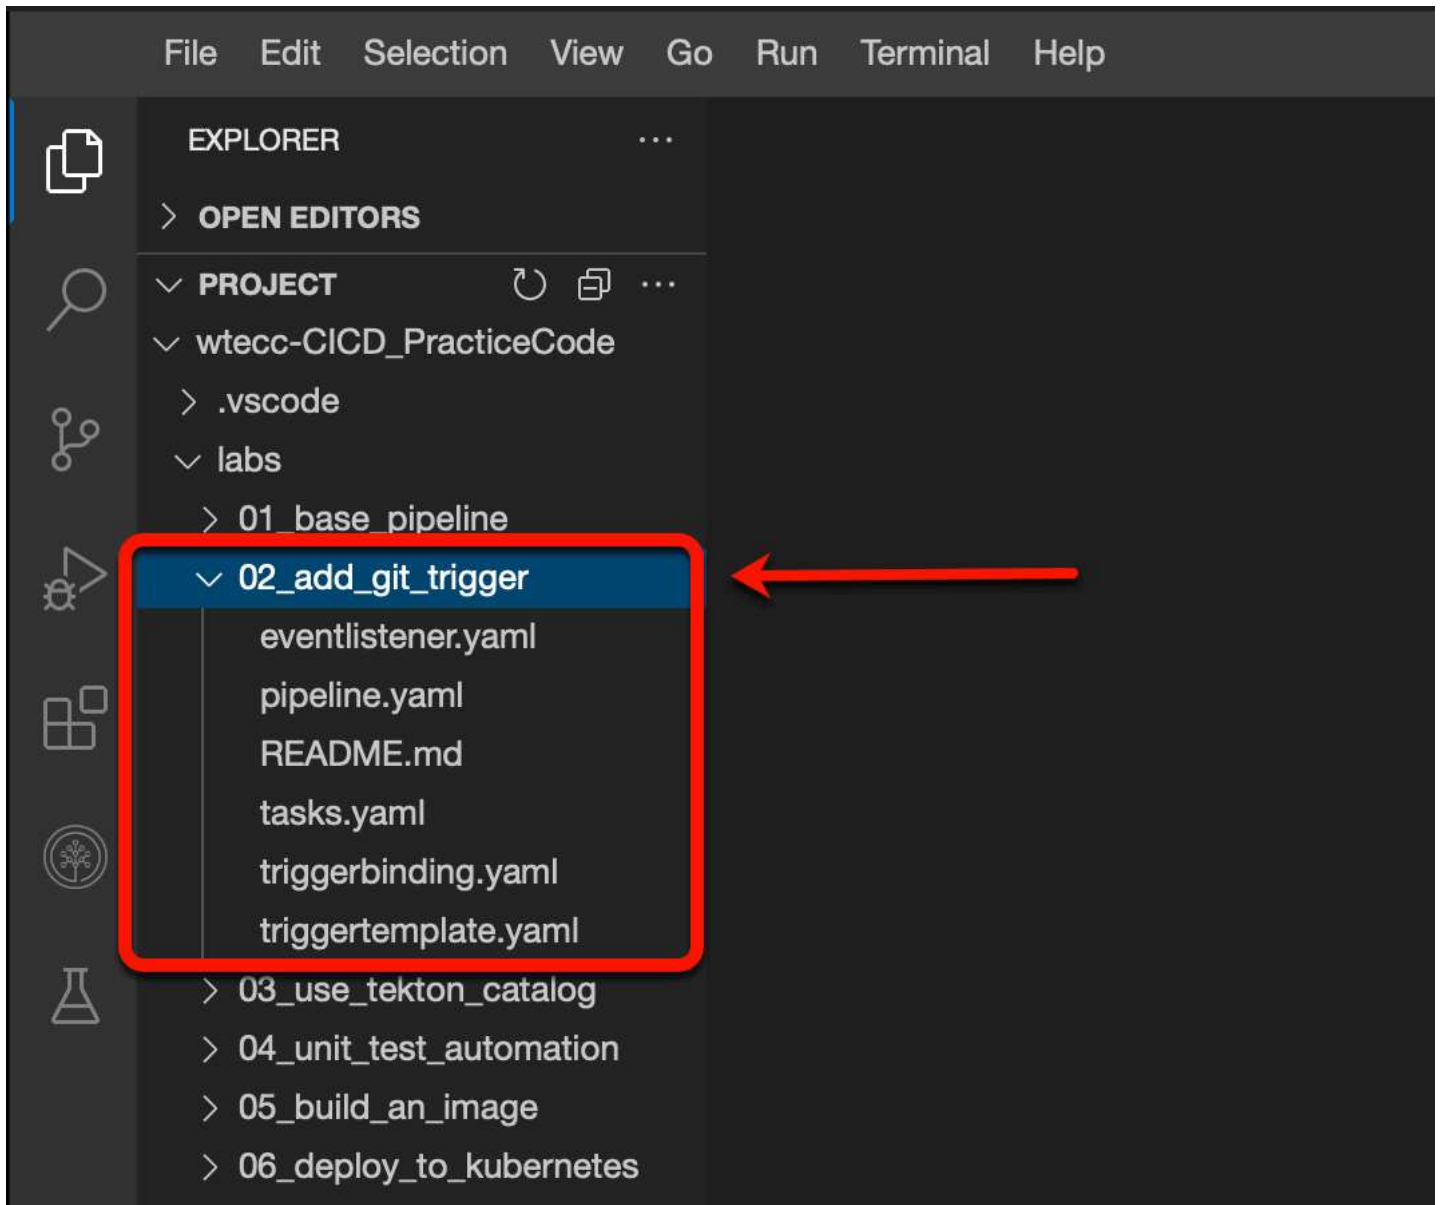 File Edit Selection View Go Run Terminal Help
EXPLORER
OPEN EDITORS
PROJECT
wtecc-CICD_PracticeCode
.vscode
labs
01_base_pipeline
02_add_git_trigger
eventlistener.yaml
pipeline.yaml
README.md
tasks.yaml
triggerbinding.yaml
triggertemplate.yaml
03_use_tekton_catalog
04_unit_test_automation
05_build_an_image
06_deploy_to_kubernetes